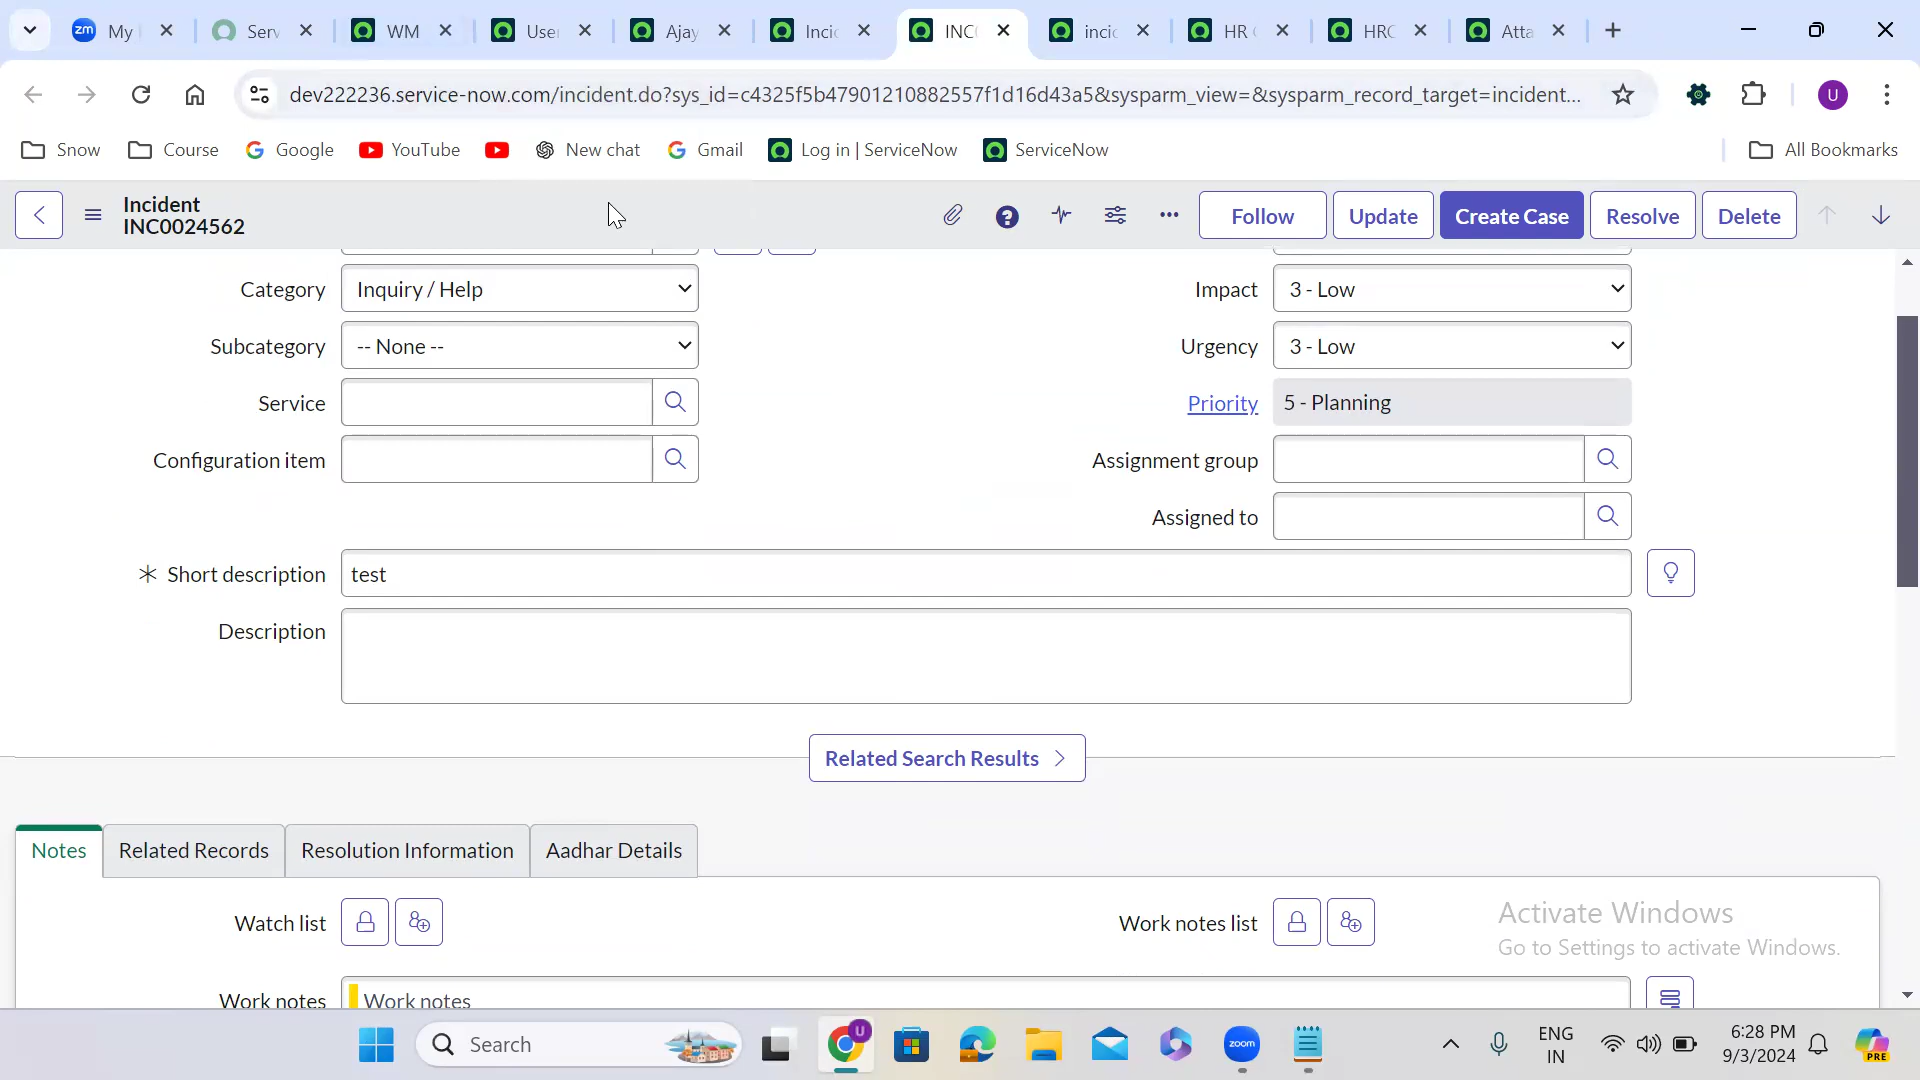 My
Serv
WM
User
Ajay
Incic
INC
incic
HR
HRC
Atta
dev222236.service-now.com/incident.do?sys_id=c4325f5b47901210882557f1d16d43a5&sysparm_view=&sysparm_record_target=incident...
Snow
Course
Google
YouTube
New chat
Gmail
Log in | ServiceNow
ServiceNow
All Bookmarks
Incident
INC0024562
Follow
Update
Create Case
Resolve
Delete
Category
Inquiry / Help
Impact
3 - Low
Subcategory
-- None --
Urgency
3 - Low
Service
Priority
5 - Planning
Configuration item
Assignment group
Assigned to
Short description
test
Description
Related Search Results
Notes
Related Records
Resolution Information
Aadhar Details
Watch list
Work notes list
Activate Windows
Go to Settings to activate Windows.
Work notes
Work notes
Search
zoom
ENG
IN
6:28 PM
9/3/2024
PRE